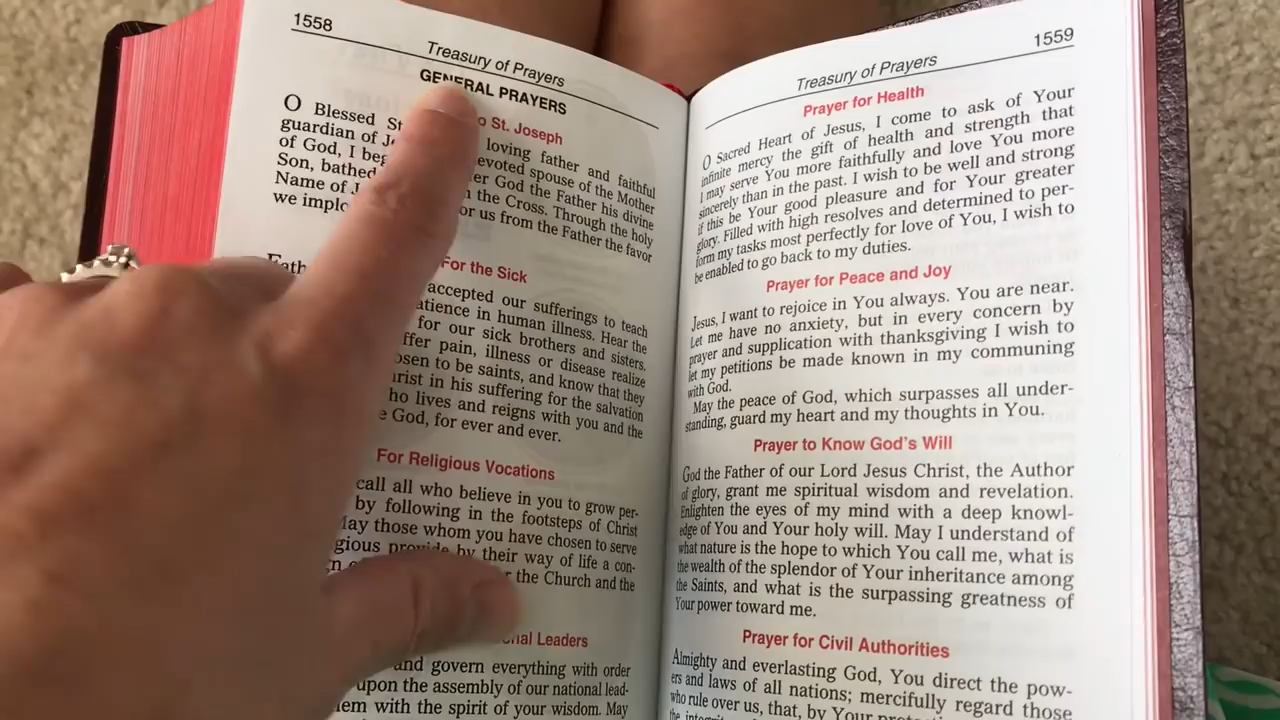 1558
Treasury of Prayers
GENERAL PRAYERS
St. Joseph
O Blessed
loving father and faithful
guardian of
devoted spouse of the Mother
of God, I beg
God the Father his divine
Son, bathed
the Cross. Through the holy
Name of
for us from the Father the favor
we
For the Sick
accepted our sufferings to teach
in human illness. Hear the
for our sick brothers and sisters.
pain, illness or disease realize
to be saints, and know that they
in his suffering for the salvation
lives and reigns with you and the
God, for ever and ever.
For Religious Vocations
call all who believe in you to grow per-
by following in the footsteps of Christ
those whom you have chosen to serve
provide by their way of life a con-
the Church and the
Leaders
and govern everything with order
upon the assembly of our national lead-
with the spirit of your wisdom. May
1559
Treasury of Prayers
Prayer for Health
O Sacred Heart of Jesus, I come to ask of Your
infinite mercy the gift of health and strength that
I may serve You more faithfully and love You more
sincerely than in the past. I wish to be well and strong
if this be Your good pleasure and for Your greater
glory. Filled with high resolves and determined to per-
form my tasks most perfectly for love of You, I wish to
be enabled to go back to my duties.
Prayer for Peace and Joy
Jesus, I want to rejoice in You always. You are near.
Let me have no anxiety, but in every concern by
prayer and supplication with thanksgiving I wish to
let my petitions be made known in my communing
with God.
May the peace of God, which surpasses all under-
standing, guard my heart and my thoughts in You.
Prayer to Know God's Will
God the Father of our Lord Jesus Christ, the Author
of glory, grant me spiritual wisdom and revelation.
Enlighten the eyes of my mind with a deep knowl-
edge of You and Your holy will. May I understand of
what nature is the hope to which You call me, what is
the wealth of the splendor of Your inheritance among
the Saints, and what is the surpassing greatness of
Your power toward me.
Prayer for Civil Authorities
Almighty and everlasting God, You direct the pow-
ers and laws of all nations; mercifully regard those
who rule over us, that, by Your
the